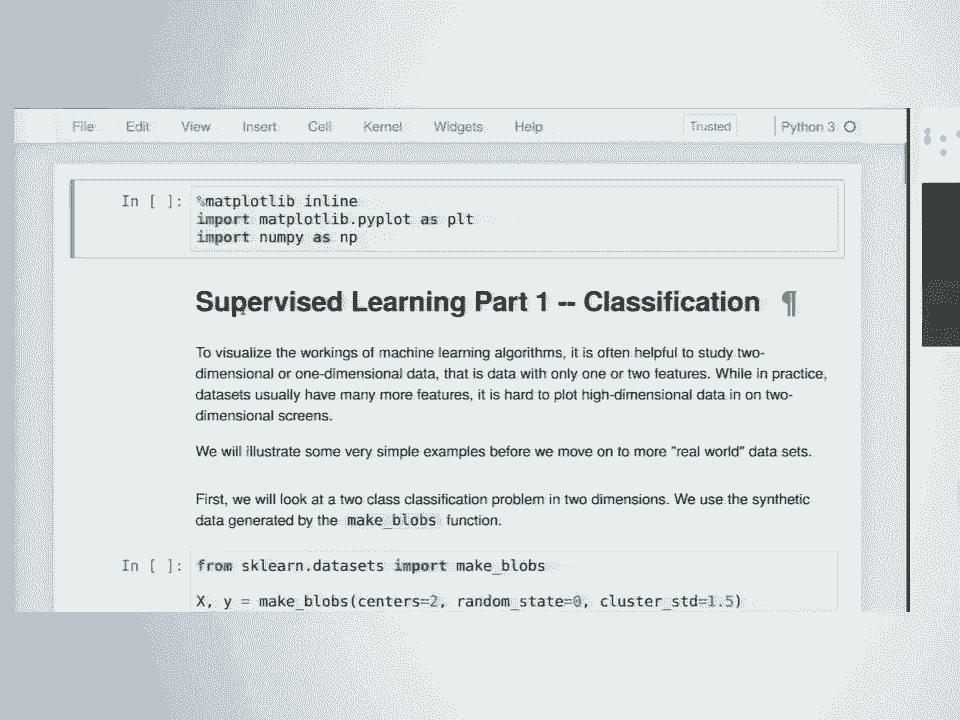 File Edit View Insert Cell Kernel Widgets Help Trusted Python 3
In [ ]: %matplotlib inline
import matplotlib.pyplot as plt
import numpy as np
Supervised Learning Part 1 -- Classification ¶
To visualize the workings of machine learning algorithms, it is often helpful to study two-
dimensional or one-dimensional data, that is data with only one or two features. While in practice,
datasets usually have many more features, it is hard to plot high-dimensional data in on two-
dimensional screens.
We will illustrate some very simple examples before we move on to more "real world" data sets.
First, we will look at a two class classification problem in two dimensions. We use the synthetic
data generated by the make_blobs function.
In [ ]: from sklearn.datasets import make_blobs
X, y = make_blobs(centers=2, random_state=0, cluster_std=1.5)